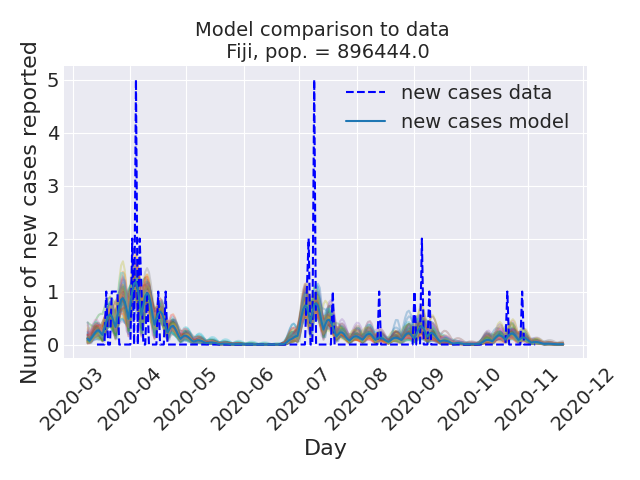 Model comparison to data
Fiji, pop. = 896444.0
Number of new cases reported
5
4
3
2
1
0
new cases data
new cases model
2020-03
2020-04
2020-05
2020-06
2020-07
2020-08
2020-09
2020-10
2020-11
2020-12
Day